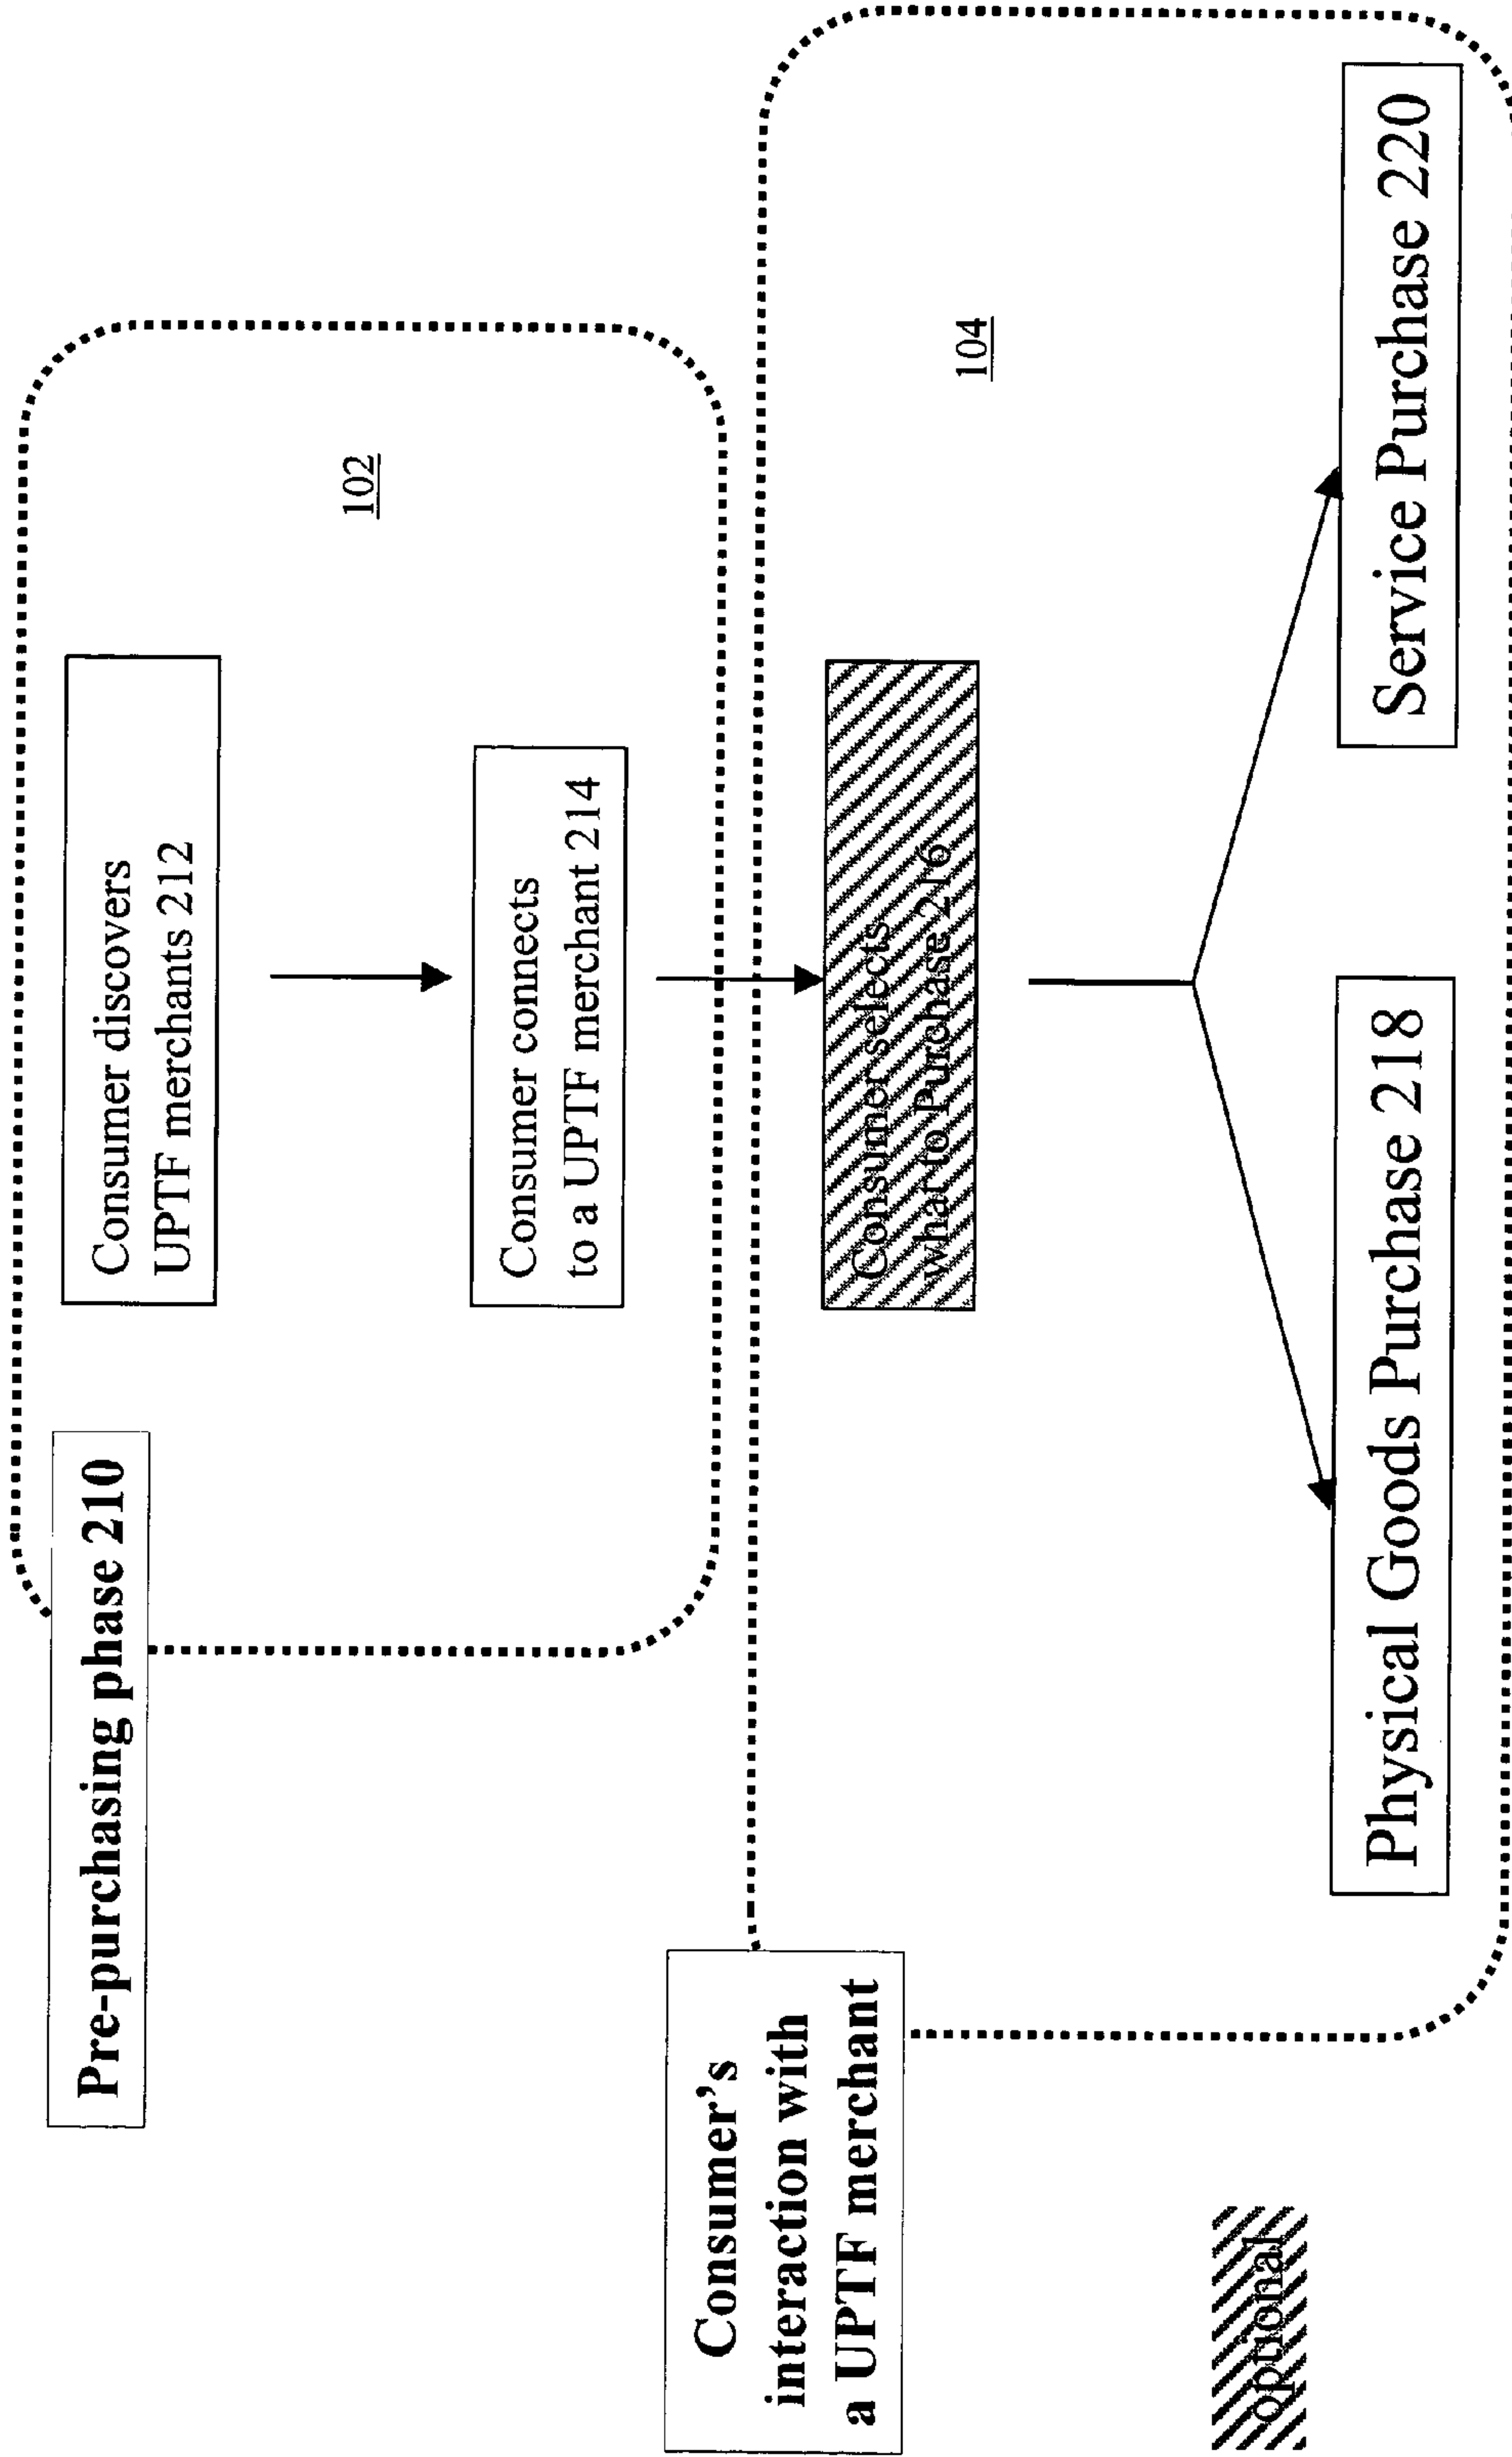 Pre-purchasing phase 210
Consumer discovers
UPTF merchants 212
102
Consumer connects
to a UPTF merchant 214
Consumer's
interaction with
a UPTF merchant
Consumer selects
what to Purchase 216
104
Physical Goods Purchase 218
Service Purchase 220
optional